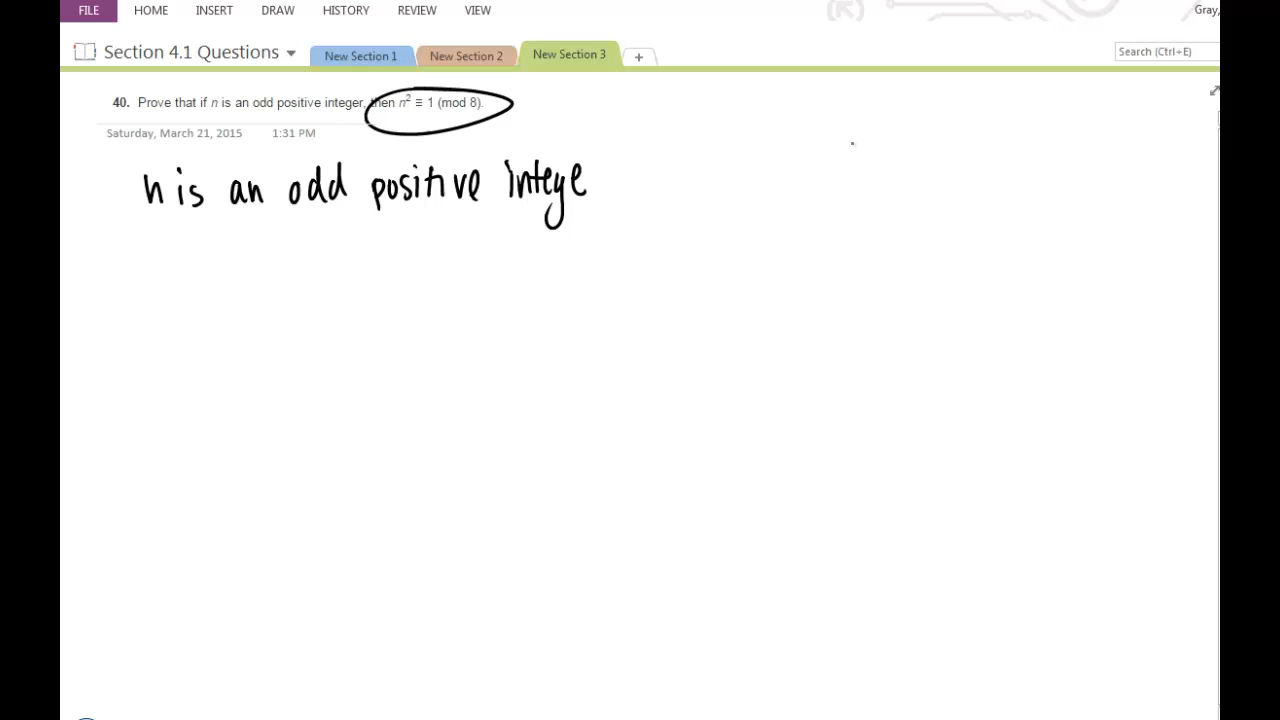 FILE HOME INSERT DRAW HISTORY REVIEW VIEW Gray,
Section 4.1 Questions New Section 1 New Section 2 New Section 3 + Search (Ctrl+E)
40. Prove that if n is an odd positive integer, then n² ≡ 1 (mod 8).
Saturday, March 21, 2015 1:31 PM
n is an odd positive intege